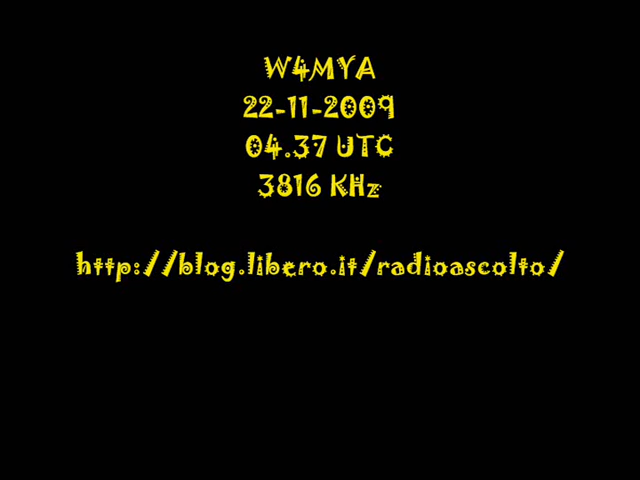 W4MYA
22-11-2009
04.37 UTC
3816 KHz
http://blog.libero.it/radioascolto/